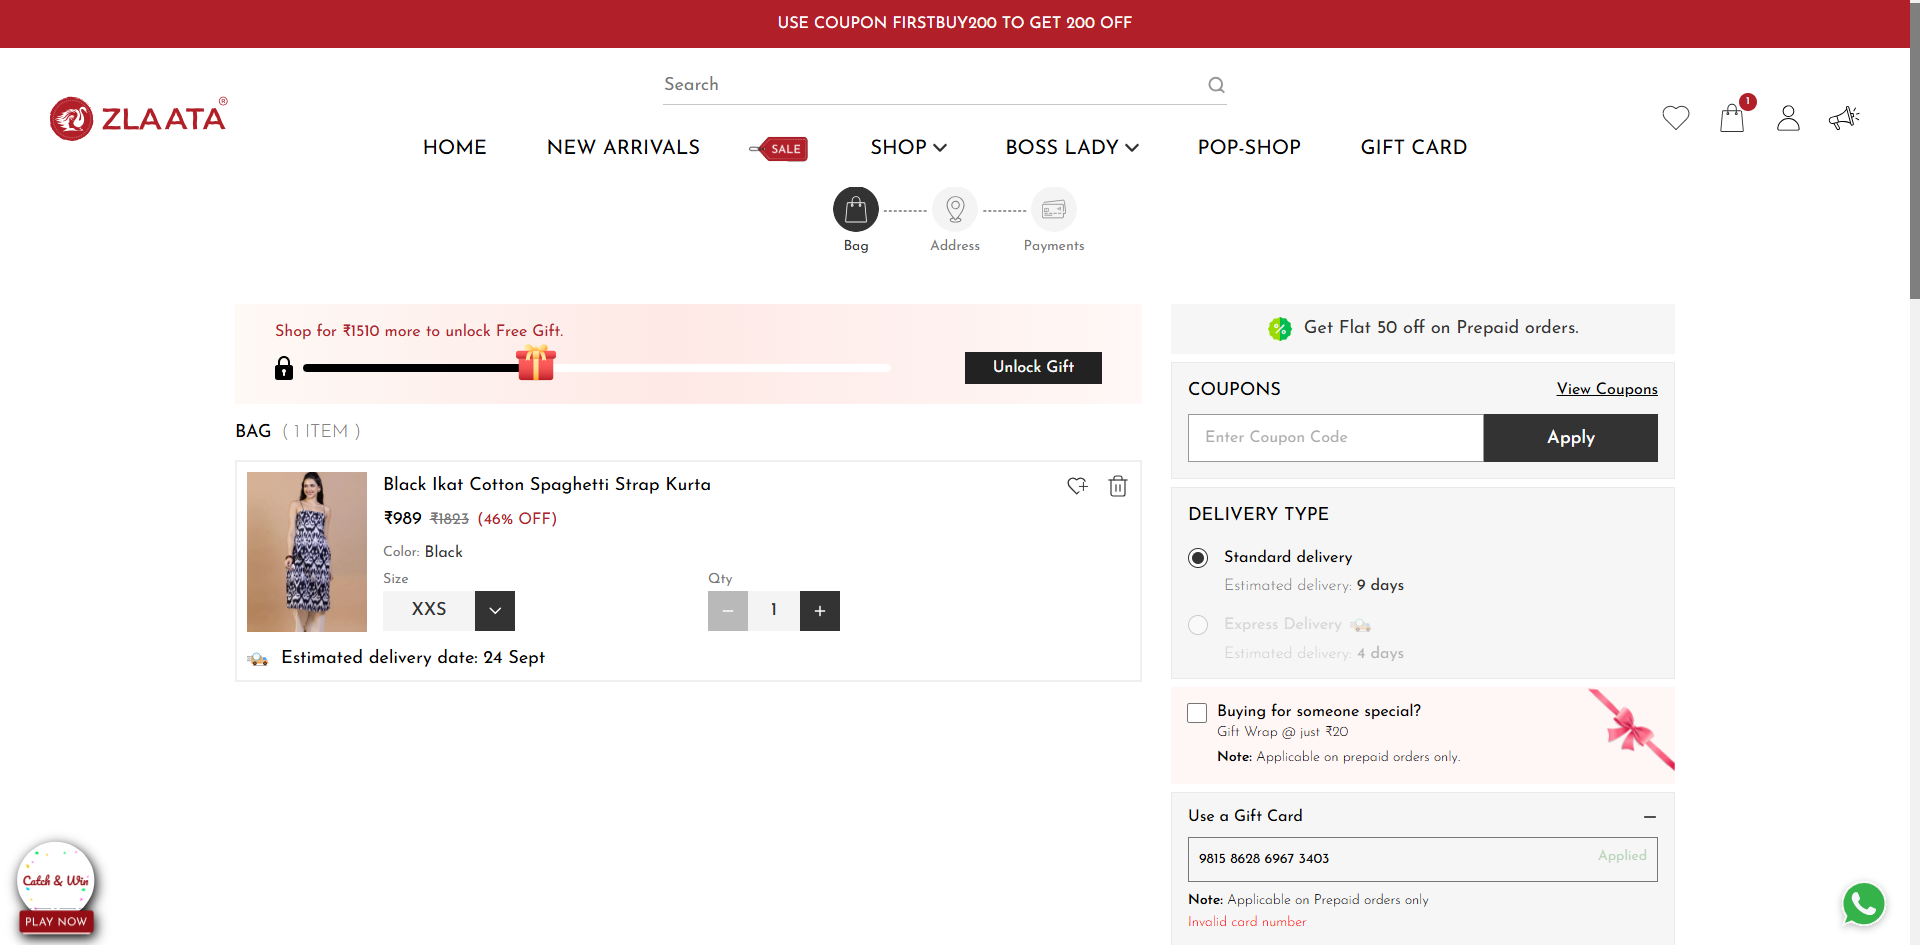 USE COUPON FIRSTBUY200 TO GET 200 OFF
Search
ZLAATA®
1
HOME
NEW ARRIVALS
SALE
SHOP
BOSS LADY
POP-SHOP
GIFT CARD
Bag
Address
Payments
Shop for ₹1510 more to unlock Free Gift.
Unlock Gift
BAG ( 1 ITEM )
Black Ikat Cotton Spaghetti Strap Kurta
₹989 ₹1823 (46% OFF)
Color: Black
Size
Qty
XXS
1
Estimated delivery date: 24 Sept
Get Flat 50 off on Prepaid orders.
COUPONS
View Coupons
Enter Coupon Code
Apply
DELIVERY TYPE
Standard delivery
Estimated delivery: 9 days
Express Delivery
Estimated delivery: 4 days
Buying for someone special?
Gift Wrap @ just ₹20
Note: Applicable on prepaid orders only.
Use a Gift Card
9815 8628 6967 3403
Applied
Note: Applicable on Prepaid orders only
Invalid card number
Catch & Win
PLAY NOW